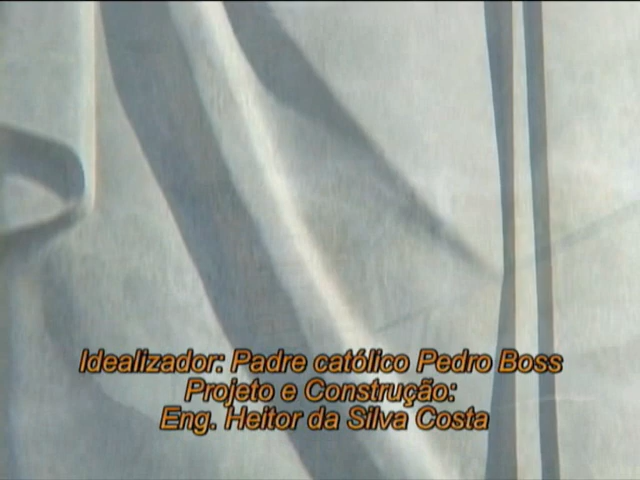 Idealizador: Padre católico Pedro Boss
Projeto e Construção:
Eng. Heitor da Silva Costa